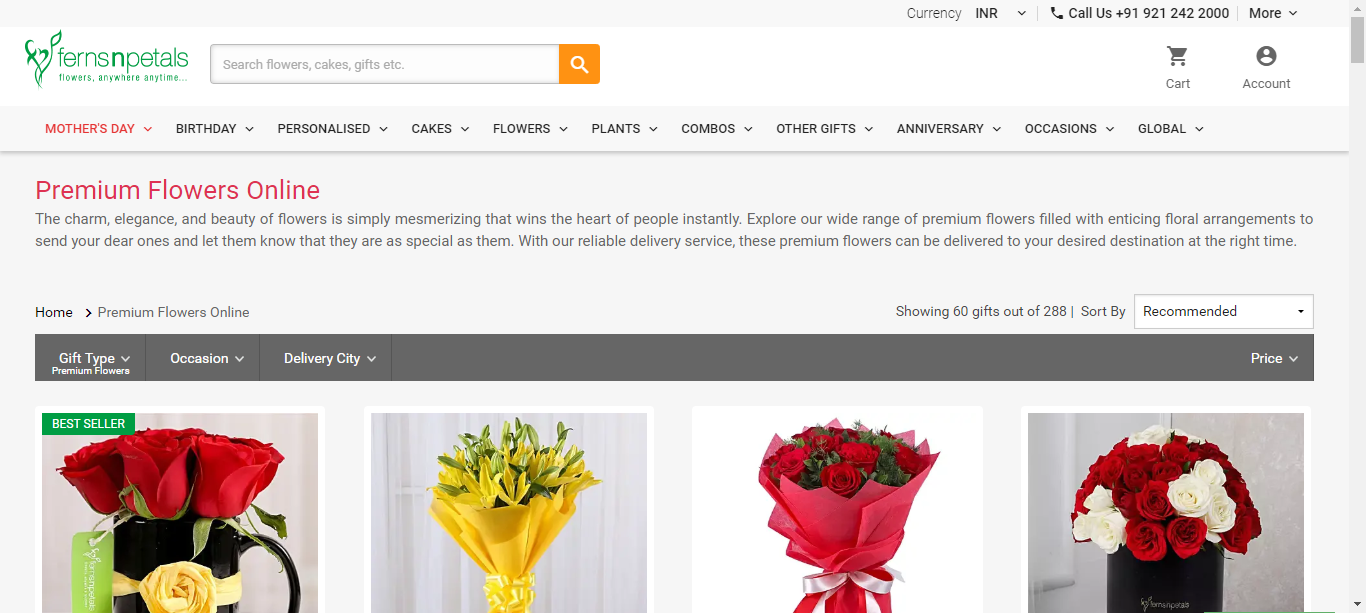 Currency INR Call Us +91 921 242 2000 More
fernsnpetals
flowers, anywhere anytime...
Search flowers, cakes, gifts etc.
Cart Account
MOTHER'S DAY BIRTHDAY PERSONALISED CAKES FLOWERS PLANTS COMBOS OTHER GIFTS ANNIVERSARY OCCASIONS GLOBAL
Premium Flowers Online
The charm, elegance, and beauty of flowers is simply mesmerizing that wins the heart of people instantly. Explore our wide range of premium flowers filled with enticing floral arrangements to
send your dear ones and let them know that they are as special as them. With our reliable delivery service, these premium flowers can be delivered to your desired destination at the right time.
Home Premium Flowers Online Showing 60 gifts out of 288 | Sort By Recommended
Gift Type Occasion Delivery City Price
Premium Flowers
BEST SELLER
fernsnpetals
fernsnpetals